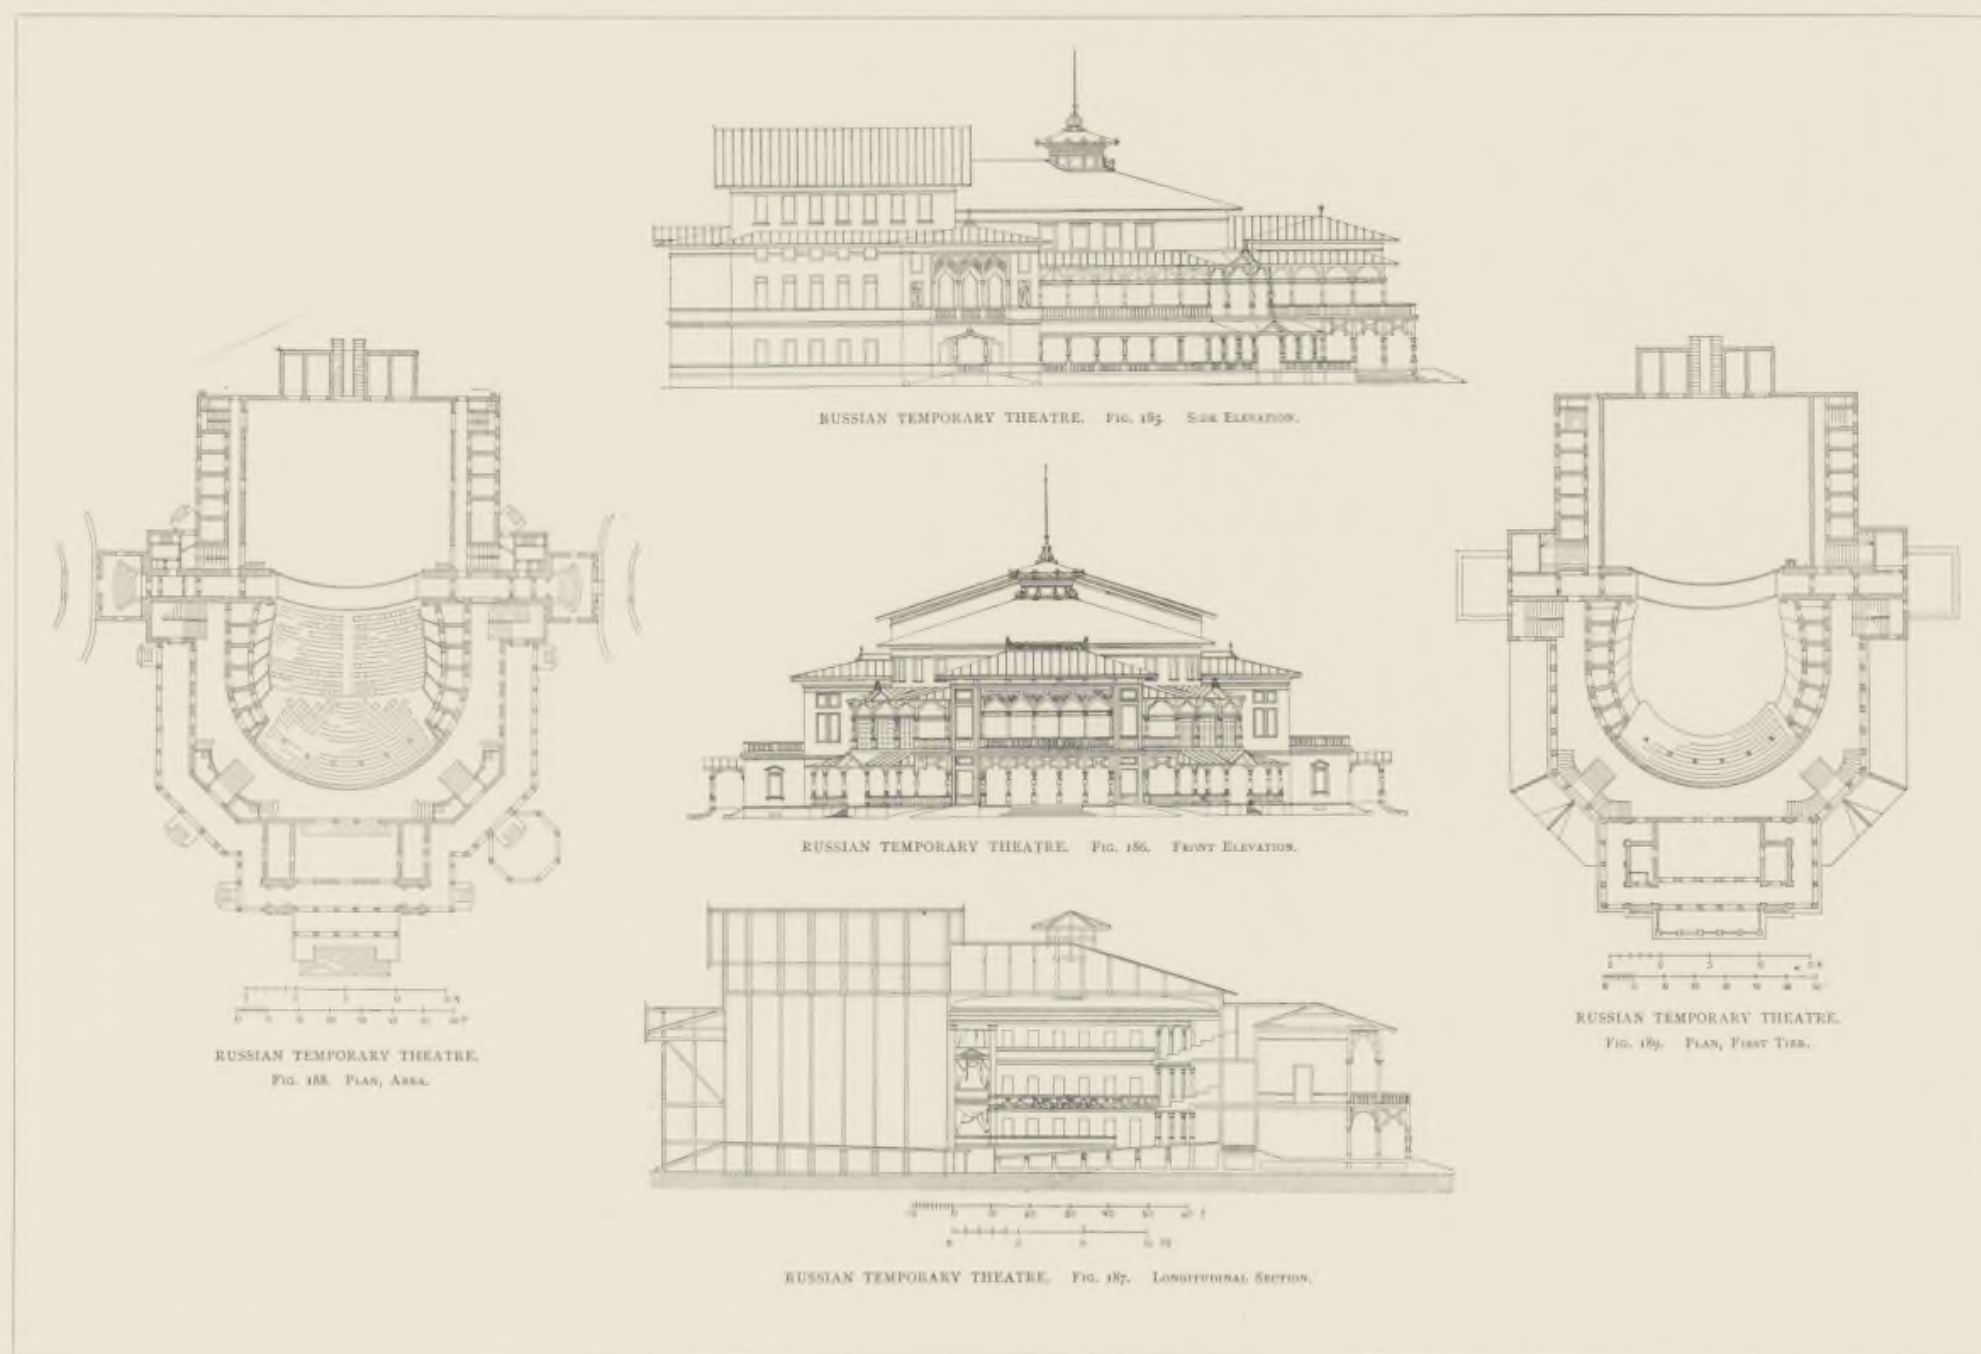 RUSSIAN TEMPORARY THEATRE. FIG. 185. SIDE ELEVATION.
RUSSIAN TEMPORARY THEATRE. FIG. 186. FRONT ELEVATION.
RUSSIAN TEMPORARY THEATRE.
FIG. 188. PLAN, AREA.
RUSSIAN TEMPORARY THEATRE.
FIG. 189. PLAN, FIRST TIER.
RUSSIAN TEMPORARY THEATRE. FIG. 187. LONGITUDINAL SECTION.